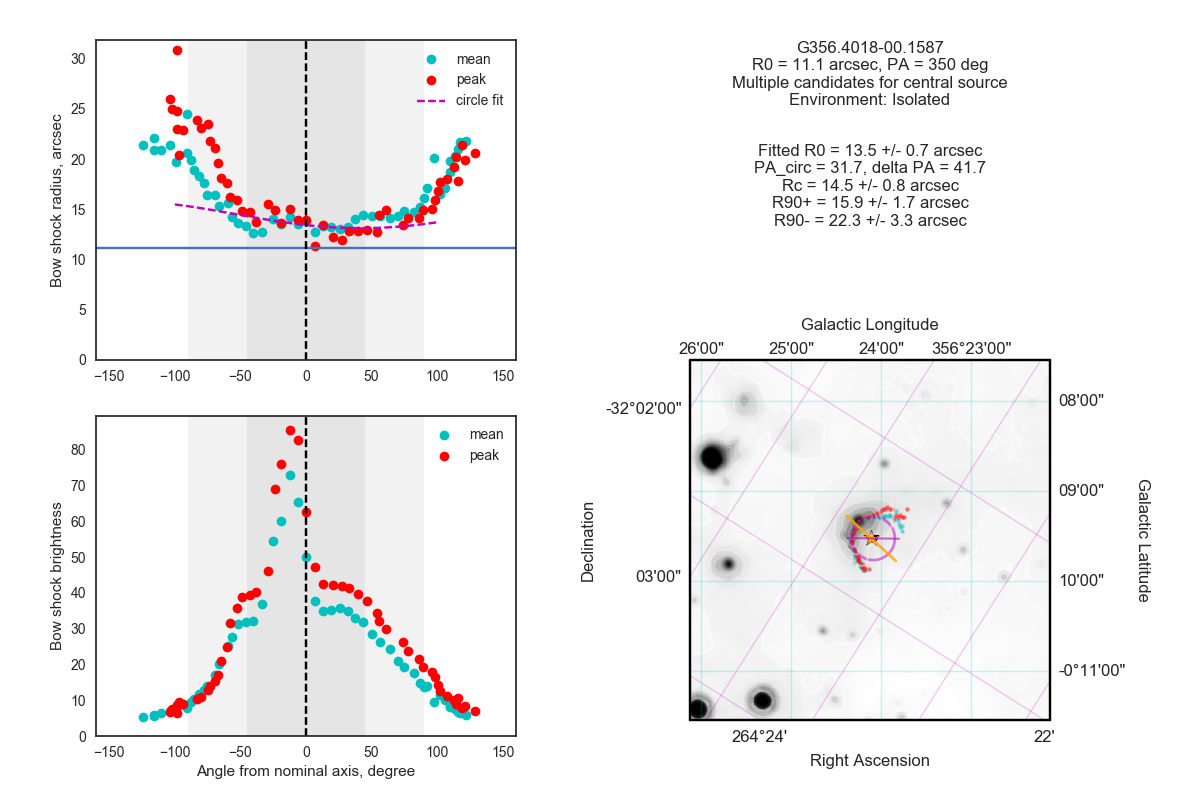 30
25
20
15
10
5
0
Bow shock radius, arcsec
mean
peak
circle fit
−150
−100
−50
0
50
100
150
80
70
60
50
40
30
20
10
0
Bow shock brightness
mean
peak
−150
−100
−50
0
50
100
150
Angle from nominal axis, degree
G356.4018-00.1587
R0 = 11.1 arcsec, PA = 350 deg
Multiple candidates for central source
Environment: Isolated
Fitted R0 = 13.5 +/- 0.7 arcsec
PA_circ = 31.7, delta PA = 41.7
Rc = 14.5 +/- 0.8 arcsec
R90+ = 15.9 +/- 1.7 arcsec
R90- = 22.3 +/- 3.3 arcsec
Galactic Longitude
26'00" 25'00" 24'00" 356°23'00"
-32°02'00"
03'00"
Declination
08'00"
09'00"
10'00"
-0°11'00"
Galactic Latitude
264°24' 22'
Right Ascension